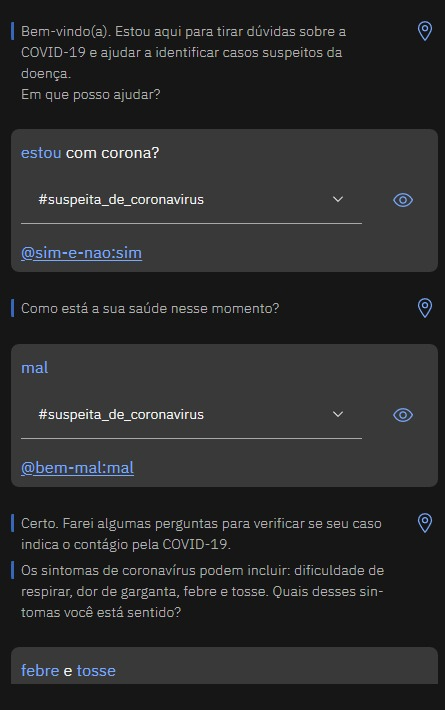 Bem-vindo(a). Estou aqui para tirar dúvidas sobre a
COVID-19 e ajudar a identificar casos suspeitos da
doença.
Em que posso ajudar?
estou com corona?
#suspeita_de_coronavirus
@sim-e-nao:sim
Como está a sua saúde nesse momento?
mal
#suspeita_de_coronavirus
@bem-mal:mal
Certo. Farei algumas perguntas para verificar se seu caso
indica o contágio pela COVID-19.
Os sintomas de coronavírus podem incluir: dificuldade de
respirar, dor de garganta, febre e tosse. Quais desses sin-
tomas você está sentido?
febre e tosse